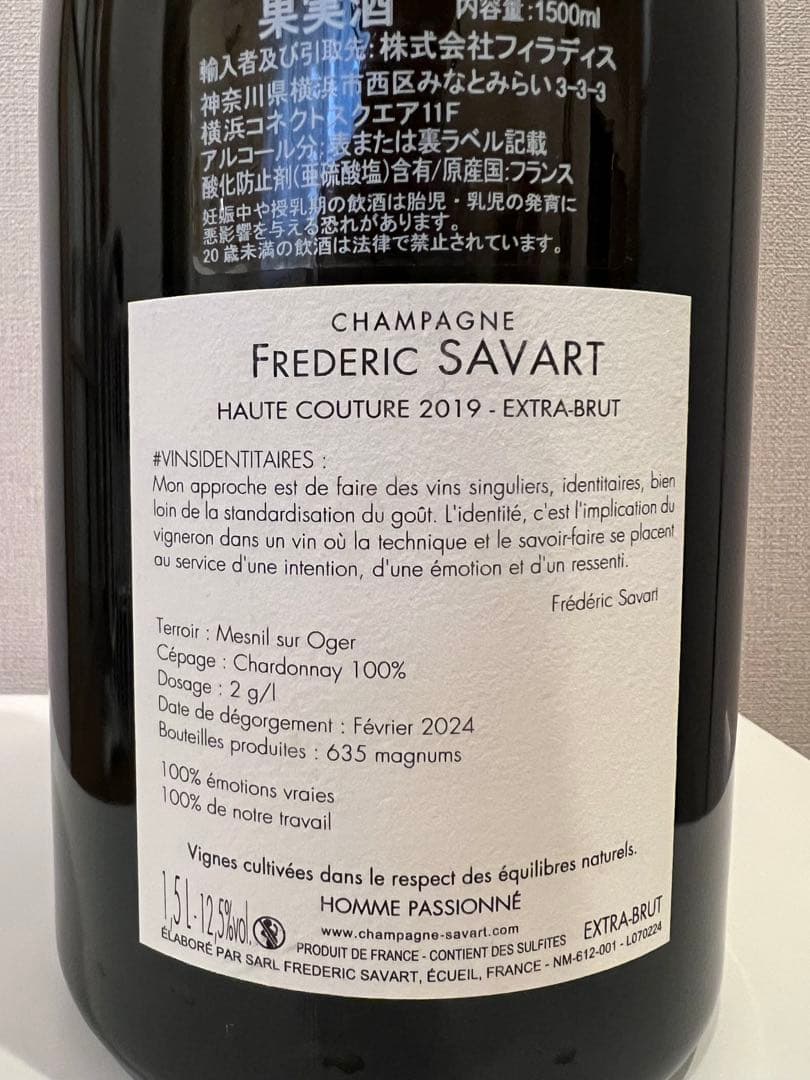 果実酒 内容量:1500ml
輸入者及び引取先:株式会社フィラディス
神奈川県横浜市西区みなとみらい3-3-3
横浜コネクトスクエア11F
アルコール分:表または裏ラベル記載
酸化防止剤(亜硫酸塩)含有/原産国:フランス
妊娠中や授乳期の飲酒は胎児・乳児の発育に
悪影響を与える恐れがあります。
20歳未満の飲酒は法律で禁止されています。
CHAMPAGNE
FREDERIC SAVART
HAUTE COUTURE 2019 - EXTRA-BRUT
#VINSIDENTITAIRES :
Mon approche est de faire des vins singuliers, identitaires, bien
loin de la standardisation du goût. L'identité, c'est l'implication du
vigneron dans un vin où la technique et le savoir-faire se placent
au service d'une intention, d'une émotion et d'un ressenti.
Frédéric Savart
Terroir : Mesnil sur Oger
Cépage : Chardonnay 100%
Dosage : 2 g/l
Date de dégorgement : Février 2024
Bouteilles produites : 635 magnums
100% émotions vraies
100% de notre travail
Vignes cultivées dans le respect des équilibres naturels.
HOMME PASSIONNÉ
1,5L - 12,5%vol.
www.champagne-savart.com
EXTRA-BRUT
PRODUIT DE FRANCE - CONTIENT DES SULFITES
ÉLABORÉ PAR SARL FREDERIC SAVART, ÉCUEIL, FRANCE - NM-612-001 - L070224